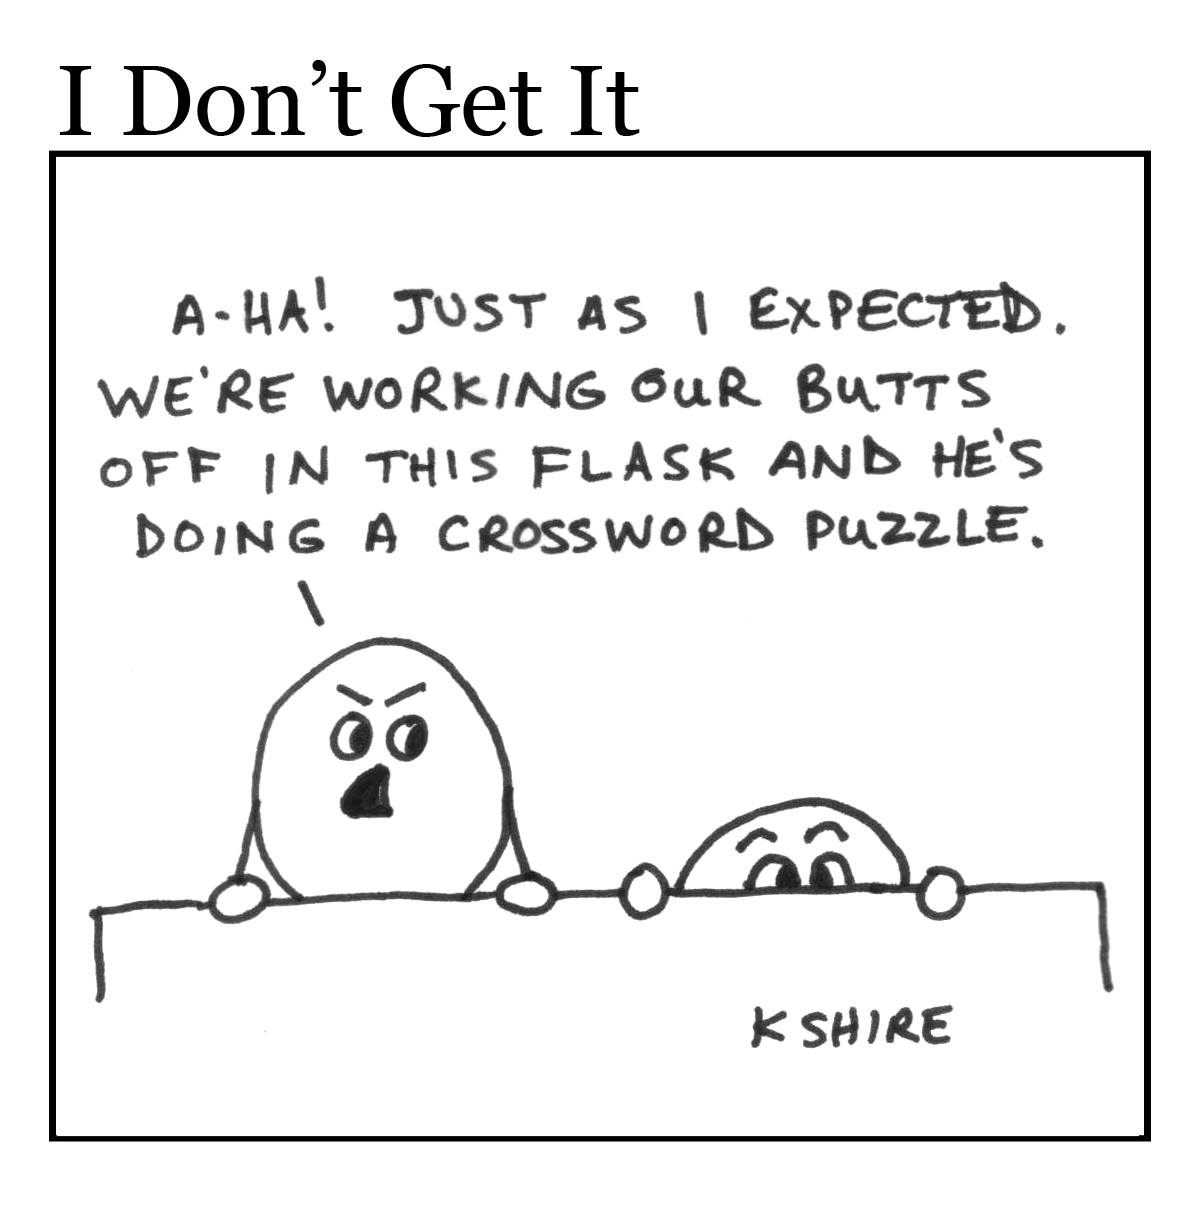 I Don’t Get It
A-HA! JUST AS I EXPECTED.
WE'RE WORKING OUR BUTTS
OFF IN THIS FLASK AND HE'S
DOING A CROSSWORD PUZZLE.
K SHIRE